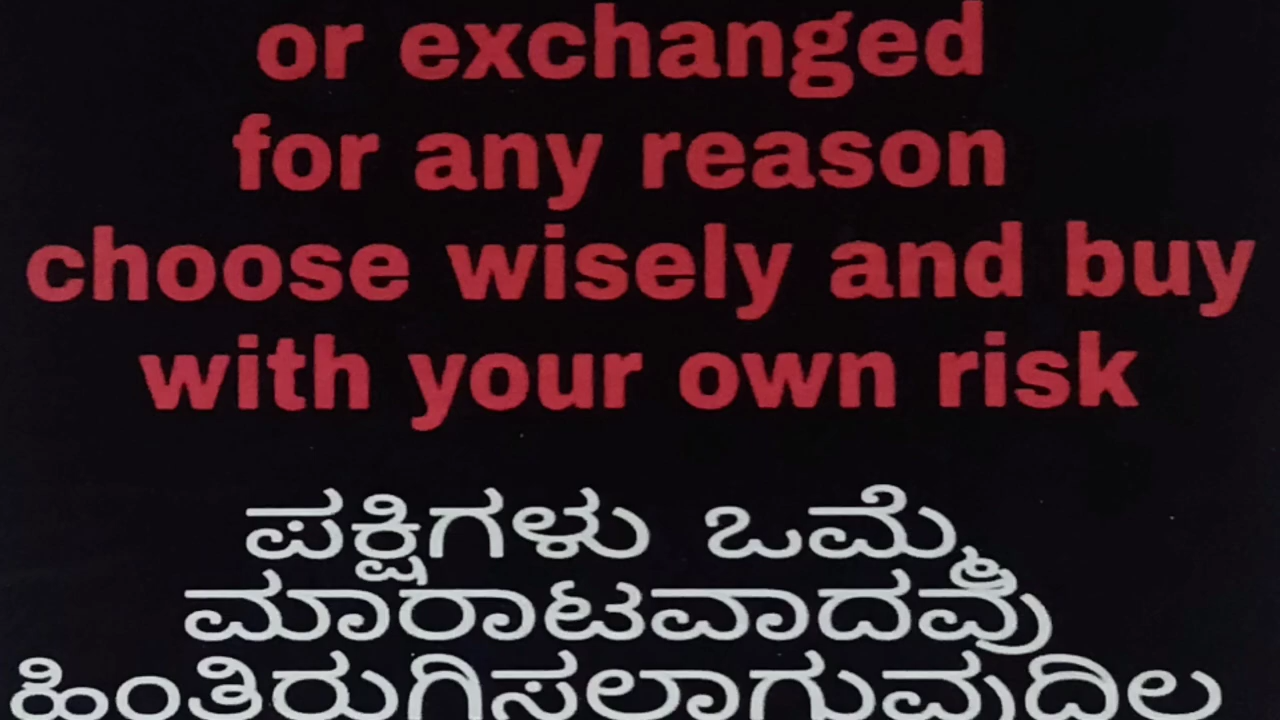 or exchanged
for any reason
choose wisely and buy
with your own risk
ಪಕ್ಷಿಗಳು ಒಮ್ಮೆ
ಮಾರಾಟವಾದವು
ಹಿಂತಿರುಗಿಸಲಾಗುವುದಿಲ